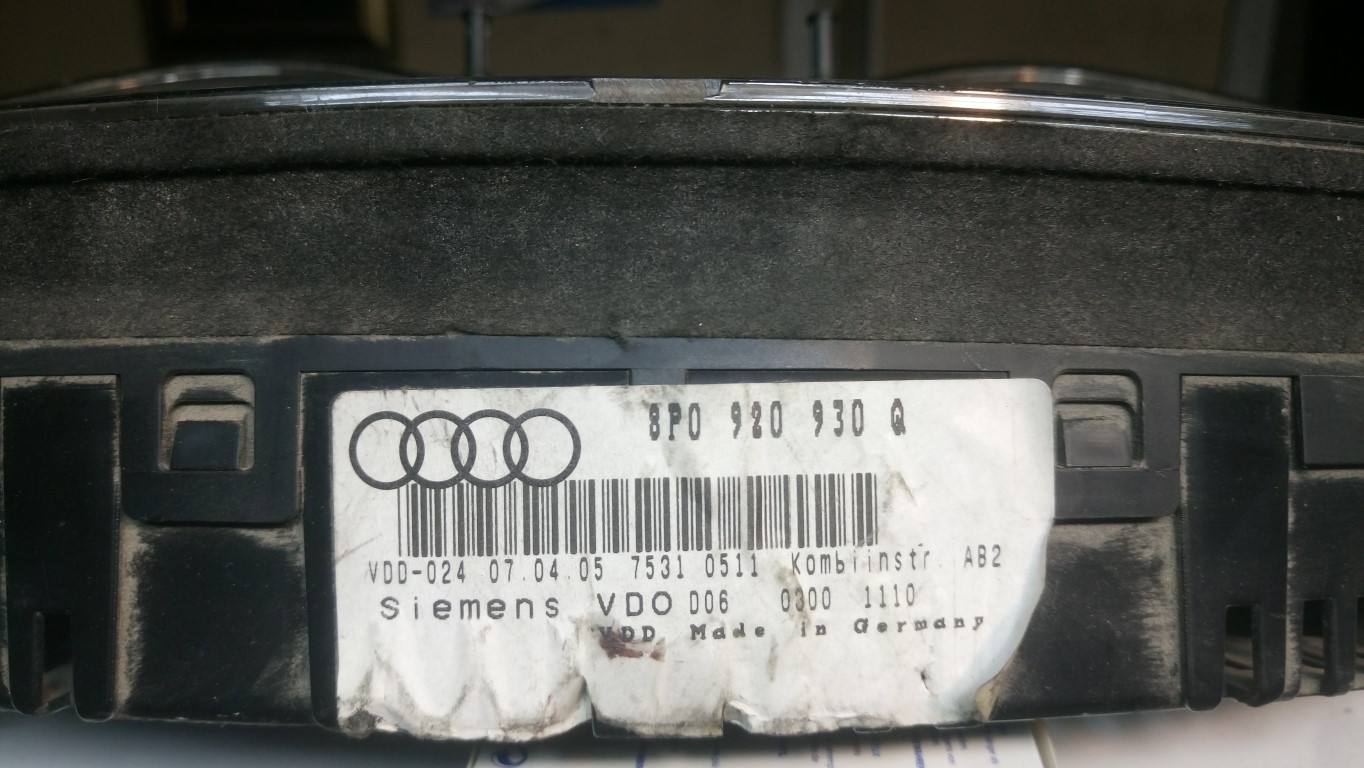 8P0 920 930 Q
VDD-024 07.04.05 7531 0511 Kombiinstr. AB2
Siemens VDO D06 0300 1110
VDD Made in Germany